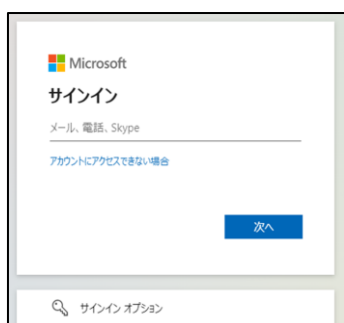 Microsoft
サインイン
メール、電話、Skype
アカウントにアクセスできない場合
次へ
サインイン オプション